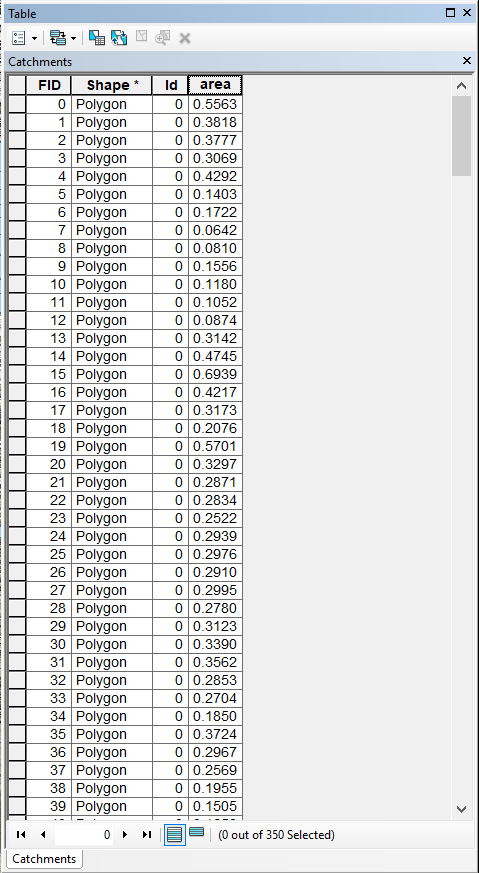 Table
Catchments
FID Shape * Id area
0 Polygon 0 0.5563
1 Polygon 0 0.3818
2 Polygon 0 0.3777
3 Polygon 0 0.3069
4 Polygon 0 0.4292
5 Polygon 0 0.1403
6 Polygon 0 0.1722
7 Polygon 0 0.0642
8 Polygon 0 0.0810
9 Polygon 0 0.1556
10 Polygon 0 0.1180
11 Polygon 0 0.1052
12 Polygon 0 0.0874
13 Polygon 0 0.3142
14 Polygon 0 0.4745
15 Polygon 0 0.6939
16 Polygon 0 0.4217
17 Polygon 0 0.3173
18 Polygon 0 0.2076
19 Polygon 0 0.5701
20 Polygon 0 0.3297
21 Polygon 0 0.2871
22 Polygon 0 0.2834
23 Polygon 0 0.2522
24 Polygon 0 0.2939
25 Polygon 0 0.2976
26 Polygon 0 0.2910
27 Polygon 0 0.2995
28 Polygon 0 0.2780
29 Polygon 0 0.3123
30 Polygon 0 0.3390
31 Polygon 0 0.3562
32 Polygon 0 0.2853
33 Polygon 0 0.2704
34 Polygon 0 0.1850
35 Polygon 0 0.3724
36 Polygon 0 0.2967
37 Polygon 0 0.2569
38 Polygon 0 0.1955
39 Polygon 0 0.1505
0 (0 out of 350 Selected)
Catchments